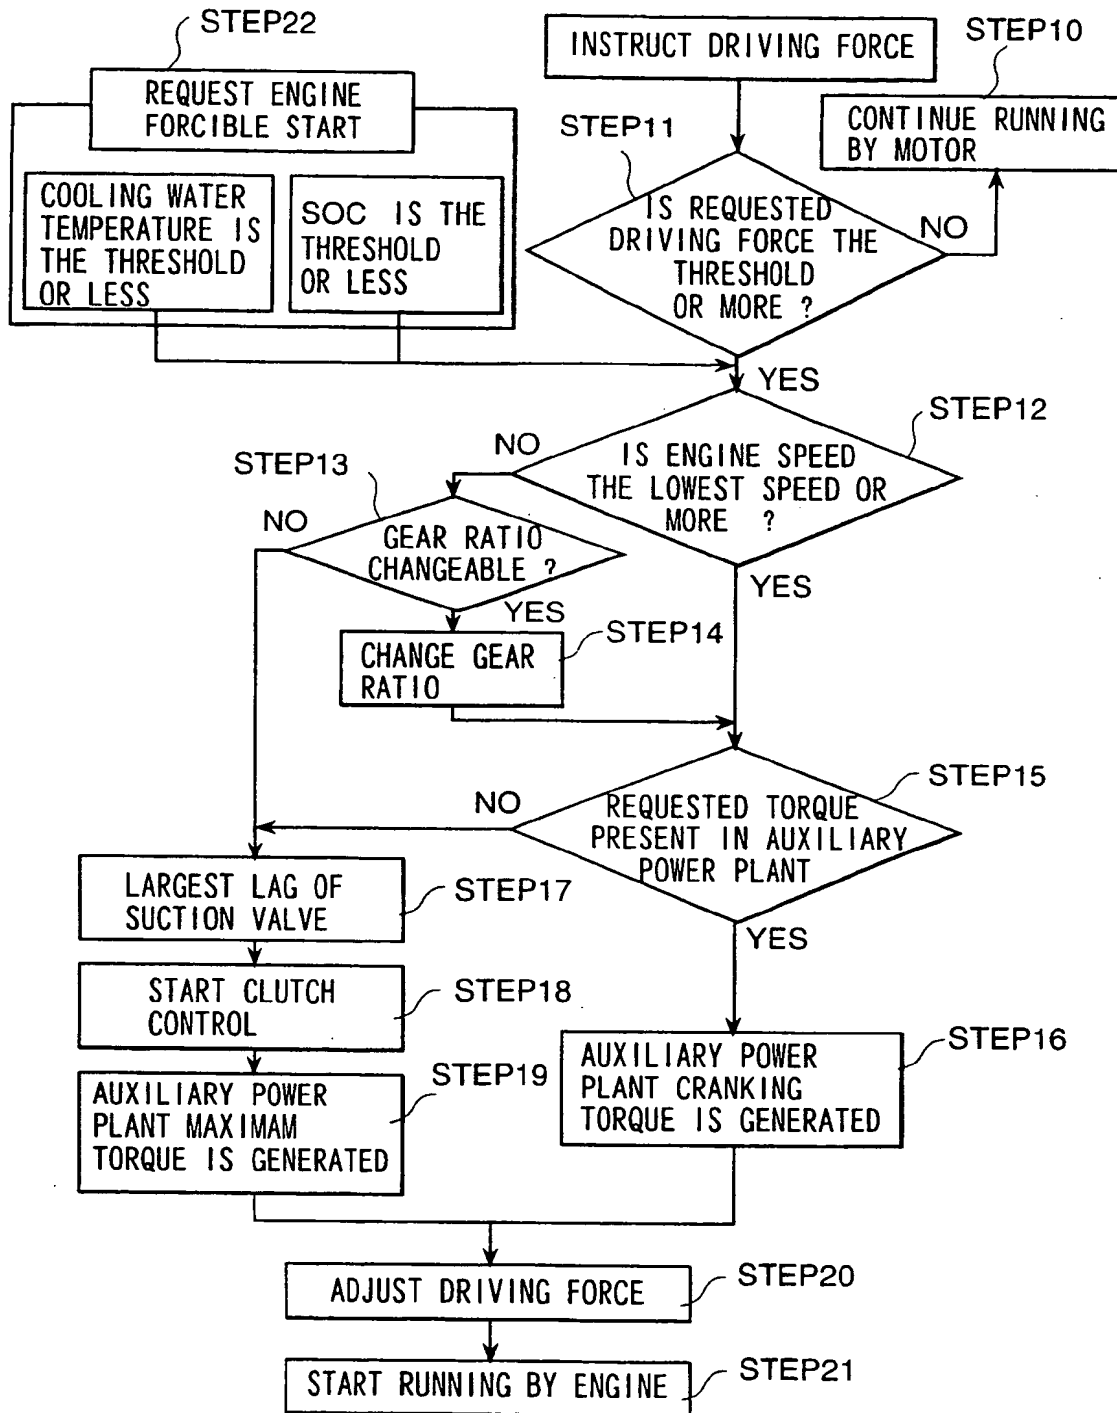 STEP22
REQUEST ENGINE
FORCIBLE START
COOLING WATER
TEMPERATURE IS
THE THRESHOLD
OR LESS
SOC IS THE
THRESHOLD
OR LESS
INSTRUCT DRIVING FORCE
STEP10
CONTINUE RUNNING
BY MOTOR
STEP11
IS REQUESTED
DRIVING FORCE THE
THRESHOLD
OR MORE ?
NO
YES
STEP12
IS ENGINE SPEED
THE LOWEST SPEED OR
MORE ?
NO
YES
STEP13
GEAR RATIO
CHANGEABLE ?
NO
YES
STEP14
CHANGE GEAR
RATIO
STEP15
REQUESTED TORQUE
PRESENT IN AUXILIARY
POWER PLANT
NO
YES
LARGEST LAG OF
SUCTION VALVE
STEP17
START CLUTCH
CONTROL
STEP18
AUXILIARY POWER
PLANT MAXIMAM
TORQUE IS GENERATED
STEP19
AUXILIARY POWER
PLANT CRANKING
TORQUE IS GENERATED
STEP16
ADJUST DRIVING FORCE
STEP20
START RUNNING BY ENGINE
STEP21